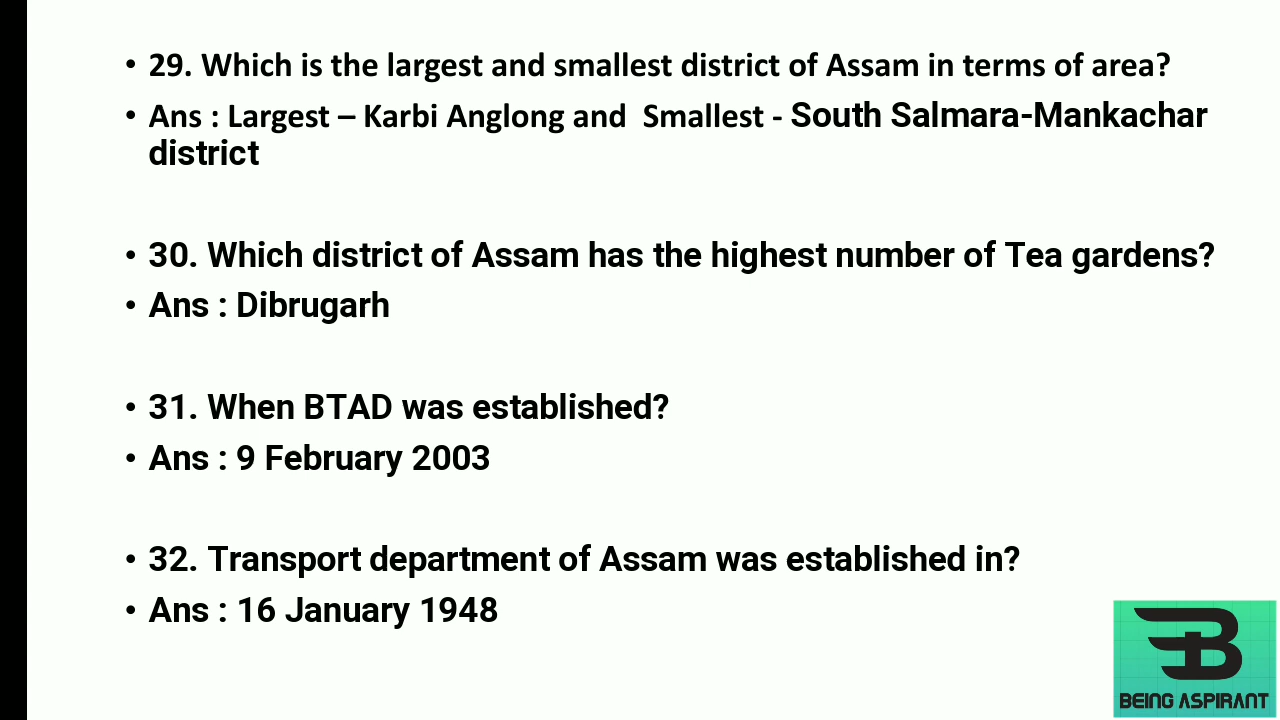 • 29. Which is the largest and smallest district of Assam in terms of area?
• Ans : Largest – Karbi Anglong and  Smallest - South Salmara-Mankachar
district
• 30. Which district of Assam has the highest number of Tea gardens?
• Ans : Dibrugarh
• 31. When BTAD was established?
• Ans : 9 February 2003
• 32. Transport department of Assam was established in?
• Ans : 16 January 1948
B
BEING ASPIRANT